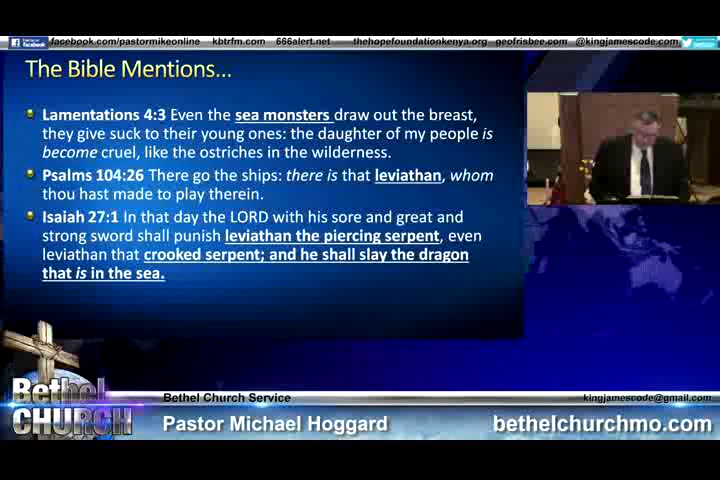 facebook.com/pastormikeonline kbtrfm.com 666alert.net thehopefoundationkenya.org geofrisbee.com @kingjamescode.com
The Bible Mentions...
Lamentations 4:3 Even the sea monsters draw out the breast,
they give suck to their young ones: the daughter of my people is
become cruel, like the ostriches in the wilderness.
Psalms 104:26 There go the ships: there is that leviathan, whom
thou hast made to play therein.
Isaiah 27:1 In that day the LORD with his sore and great and
strong sword shall punish leviathan the piercing serpent, even
leviathan that crooked serpent; and he shall slay the dragon
that is in the sea.
Bethel
CHURCH
Bethel Church Service
kingjamescode@gmail.com
Pastor Michael Hoggard
bethelchurchmo.com